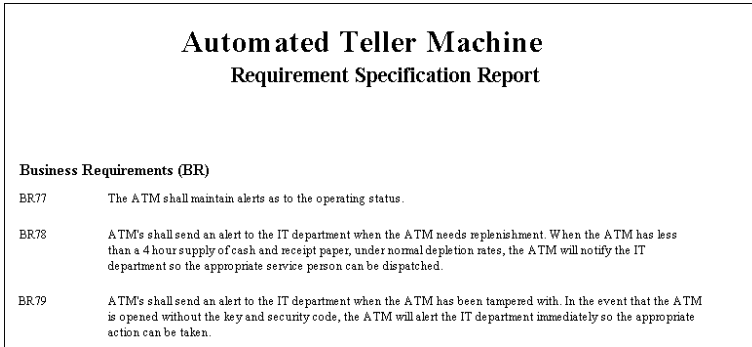 Automated Teller Machine
Requirement Specification Report
Business Requirements (BR)
BR77 The ATM shall maintain alerts as to the operating status.
BR78 ATM's shall send an alert to the IT department when the ATM needs replenishment. When the ATM has less
than a 4 hour supply of cash and receipt paper, under normal depletion rates, the ATM will notify the IT
department so the appropriate service person can be dispatched.
BR79 ATM's shall send an alert to the IT department when the ATM has been tampered with. In the event that the ATM
is opened without the key and security code, the ATM will alert the IT department immediately so the appropriate
action can be taken.